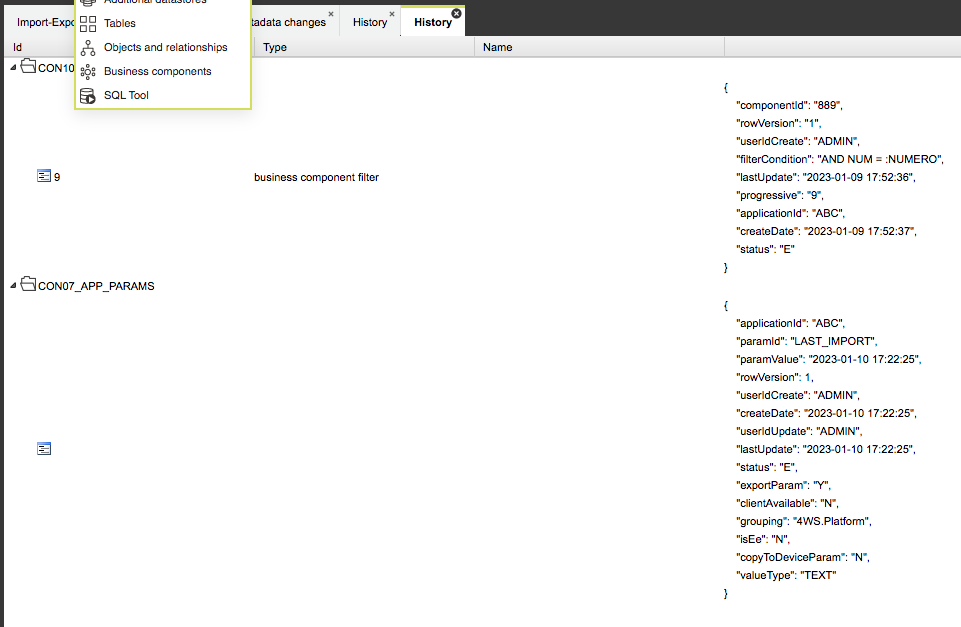 Additional datastores
Import-Expo
Tables
tadata changes
History
History
Id
Objects and relationships
Type
Name
CON10
Business components
SQL Tool
{
"componentId": "889",
"rowVersion": "1",
"userIdCreate": "ADMIN",
"filterCondition": "AND NUM = :NUMERO",
9
business component filter
"lastUpdate": "2023-01-09 17:52:36",
"progressive": "9",
"applicationId": "ABC",
"createDate": "2023-01-09 17:52:37",
"status": "E"
}
CON07_APP_PARAMS
{
"applicationId": "ABC",
"paramId": "LAST_IMPORT",
"paramValue": "2023-01-10 17:22:25",
"rowVersion": 1,
"userIdCreate": "ADMIN",
"createDate": "2023-01-10 17:22:25",
"userIdUpdate": "ADMIN",
"lastUpdate": "2023-01-10 17:22:25",
"status": "E",
"exportParam": "Y",
"clientAvailable": "N",
"grouping": "4WS.Platform",
"isEe": "N",
"copyToDeviceParam": "N",
"valueType": "TEXT"
}